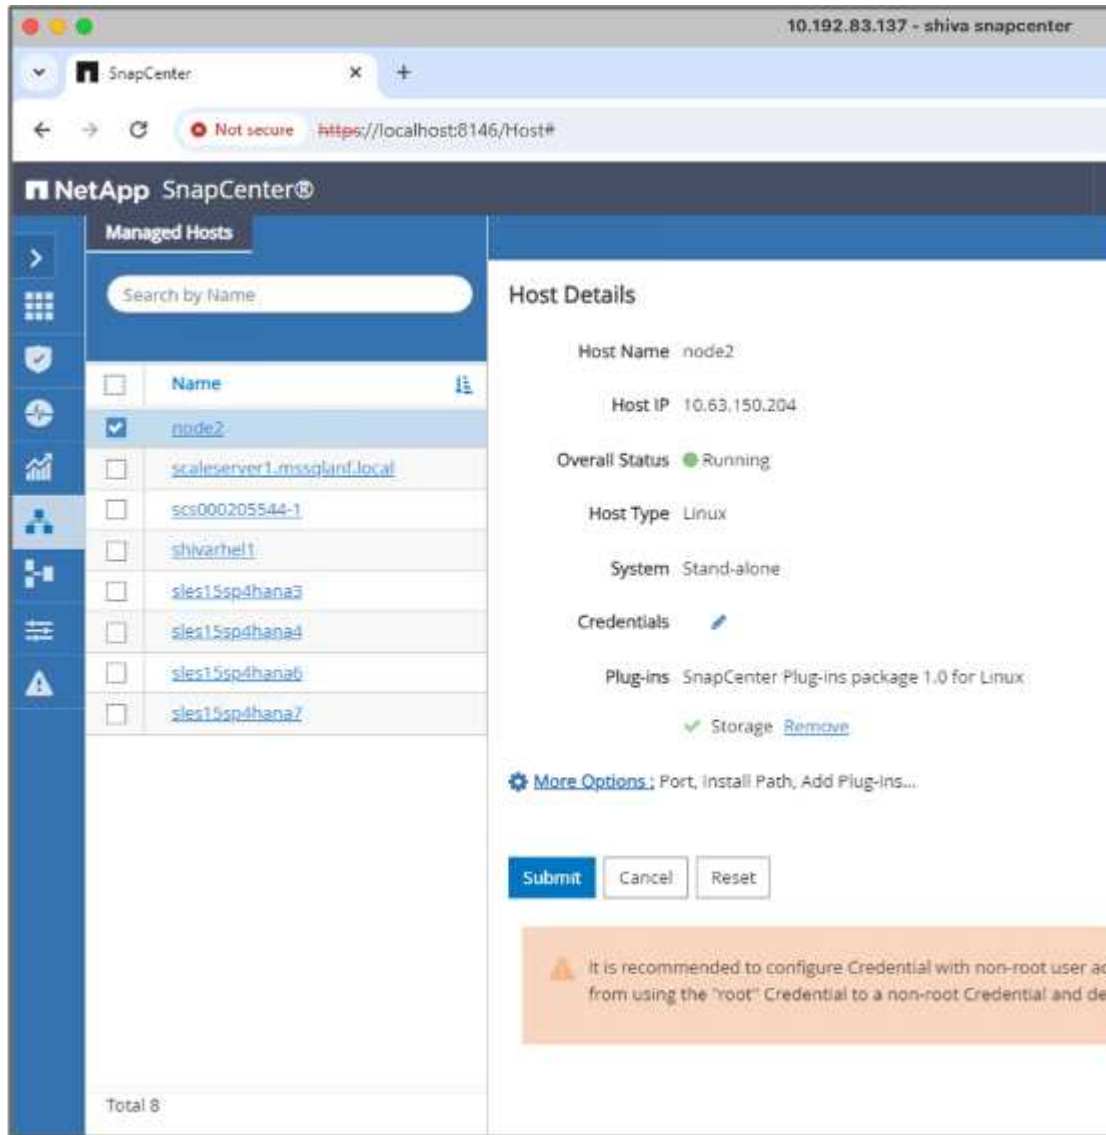 10.192.83.137 - shiva snapcenter
SnapCenter
Not secure https://localhost:8146/Host#
NetApp SnapCenter®
Managed Hosts
Search by Name
Name
node2
scaleserver1.mssqlanf.local
scs000205544-1
shivarhel1
sles15sp4hana3
sles15sp4hana4
sles15sp4hana6
sles15sp4hana7
Total 8
Host Details
Host Name node2
Host IP 10.63.150.204
Overall Status Running
Host Type Linux
System Stand-alone
Credentials
Plug-ins SnapCenter Plug-ins package 1.0 for Linux
Storage Remove
More Options : Port, Install Path, Add Plug-Ins...
Submit Cancel Reset
It is recommended to configure Credential with non-root user ac
from using the "root" Credential to a non-root Credential and de